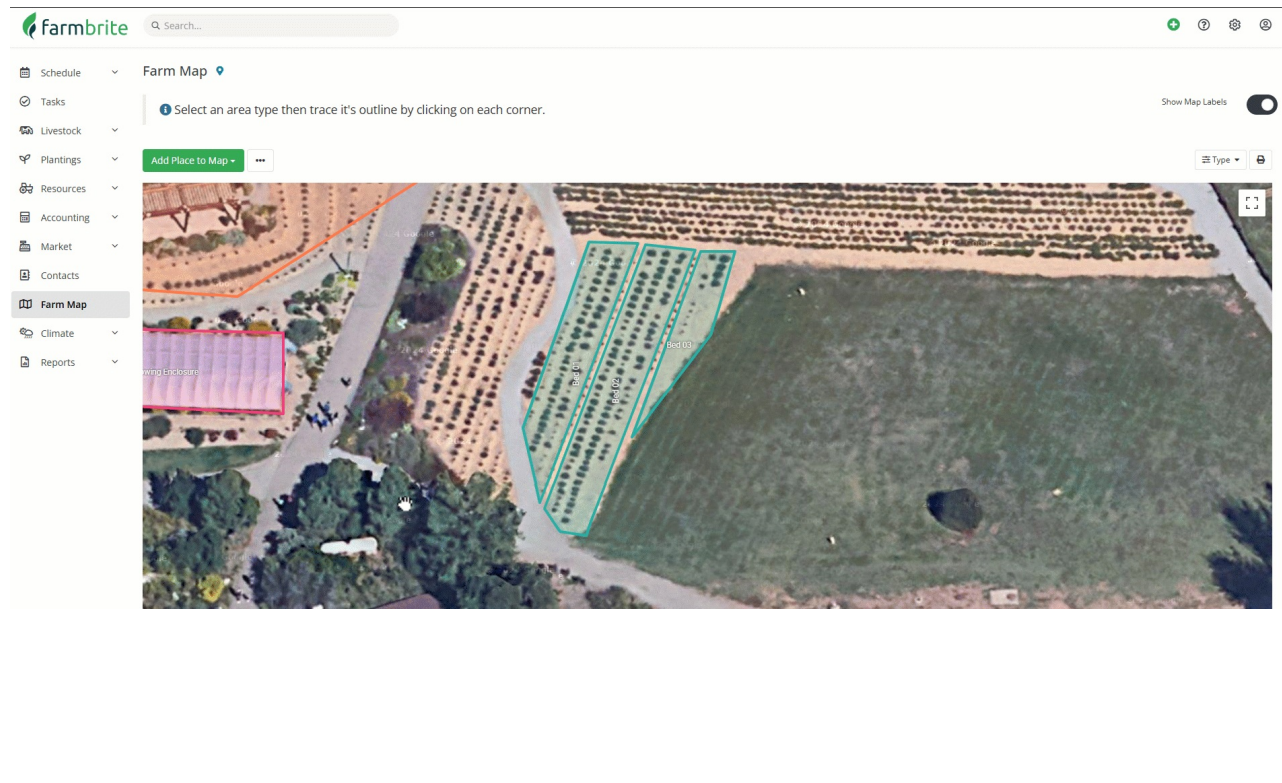 farmbrite
Search...
Schedule
Tasks
Livestock
Plantings
Resources
Accounting
Market
Contacts
Farm Map
Climate
Reports
Farm Map
Select an area type then trace it's outline by clicking on each corner.
Show Map Labels
Add Place to Map
Type
wing Enclosure
Bed 01
Bed 02
Bed 03